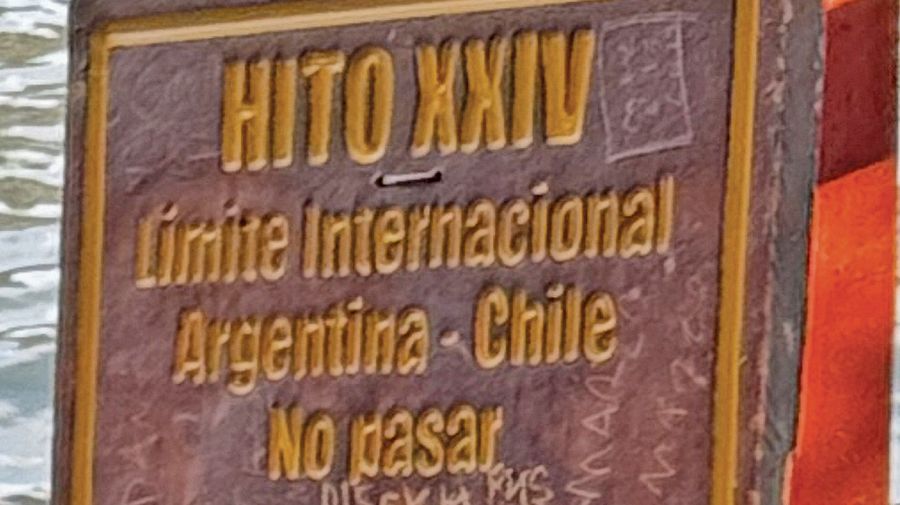 HITO XXIV
Límite Internacional
Argentina - Chile
No pasar